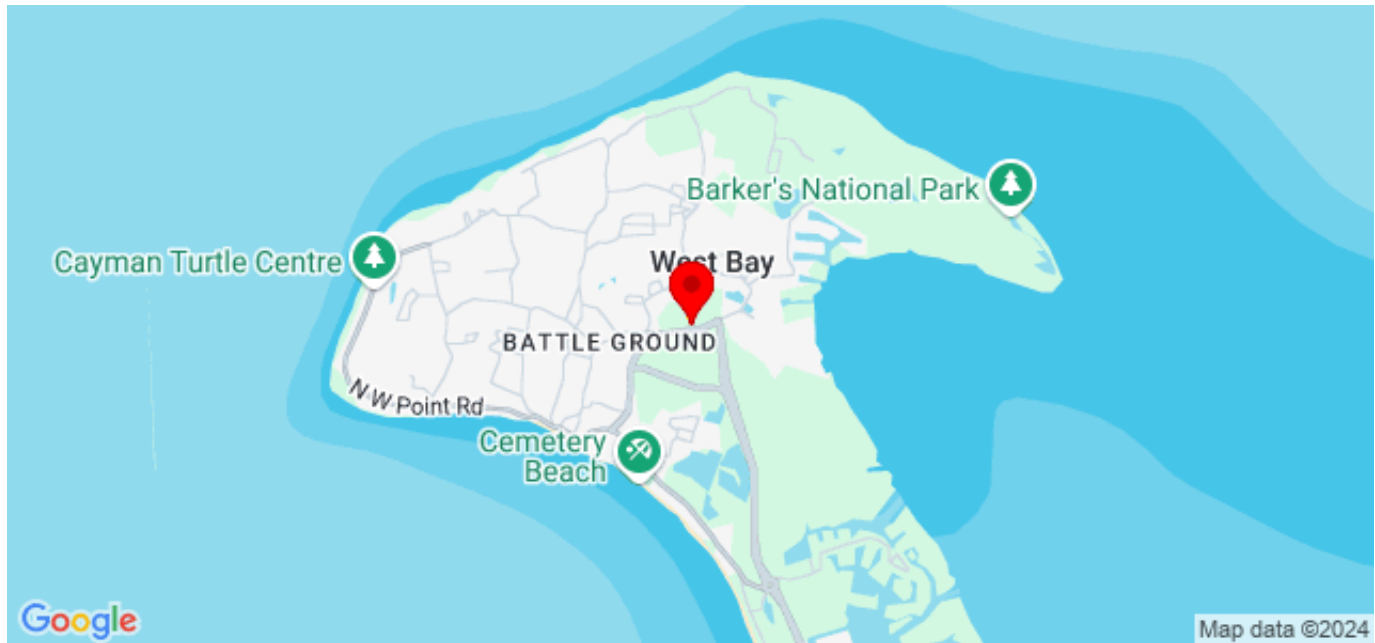 Barker's National Park
Cayman Turtle Centre
West Bay
BATTLE GROUND
N W Point Rd
Cemetery
Beach
Google
Map data ©2024